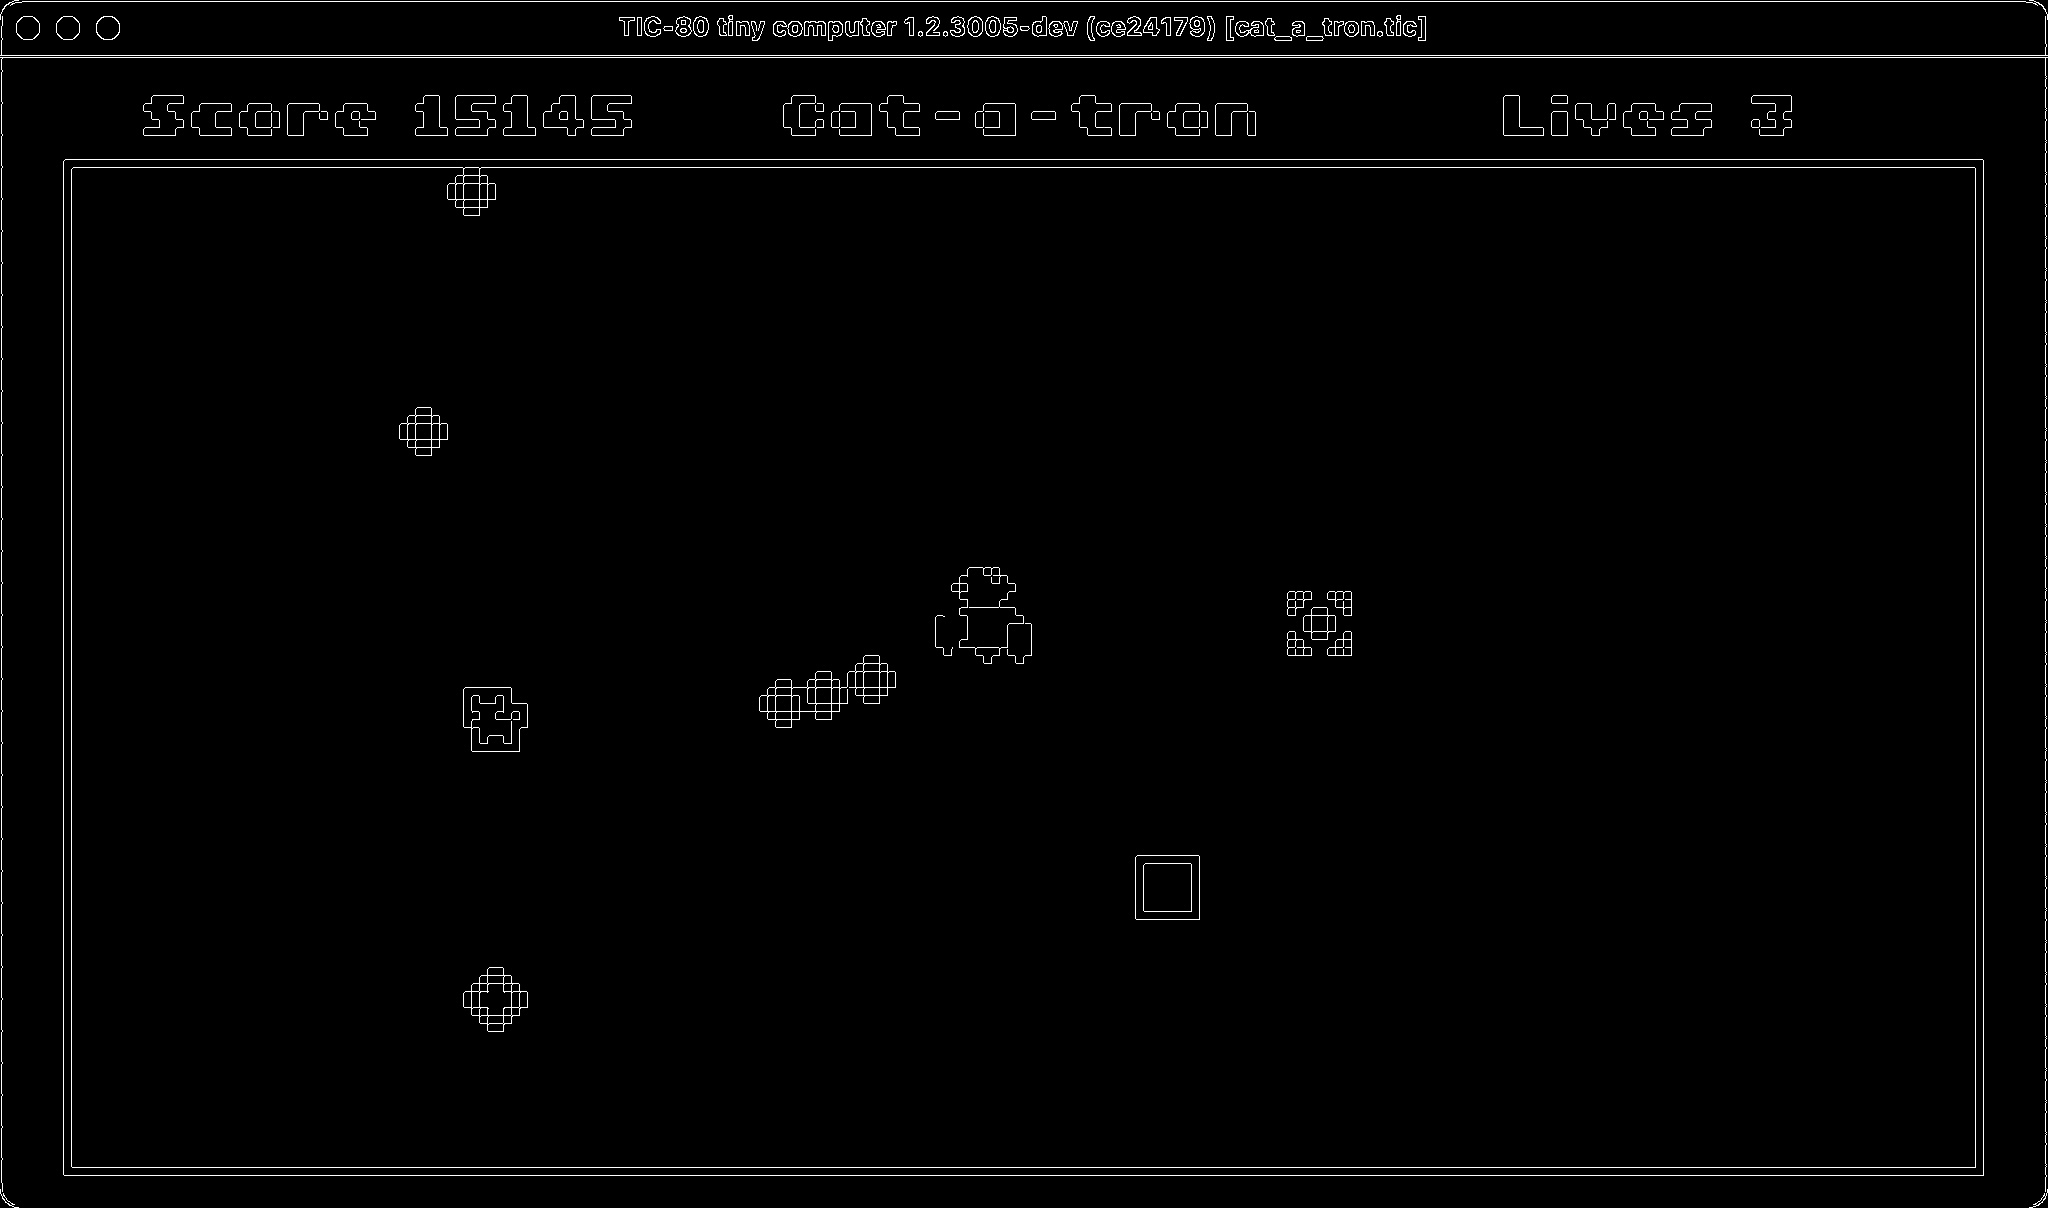 TIC-80 tiny computer 1.2.3005-dev (ce24179) [cat_a_tron.tic]
Score 15145 Cat-a-tron Lives 3